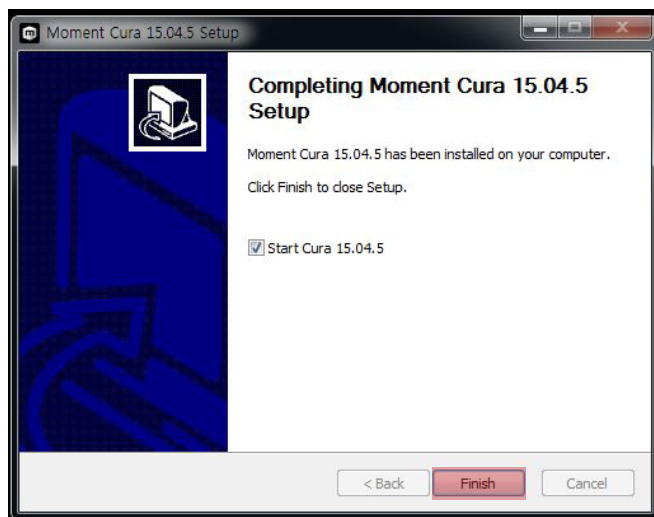 Moment Cura 15.04.5 Setup
Completing Moment Cura 15.04.5
Setup
Moment Cura 15.04.5 has been installed on your computer.
Click Finish to close Setup.
Start Cura 15.04.5
< Back Finish Cancel